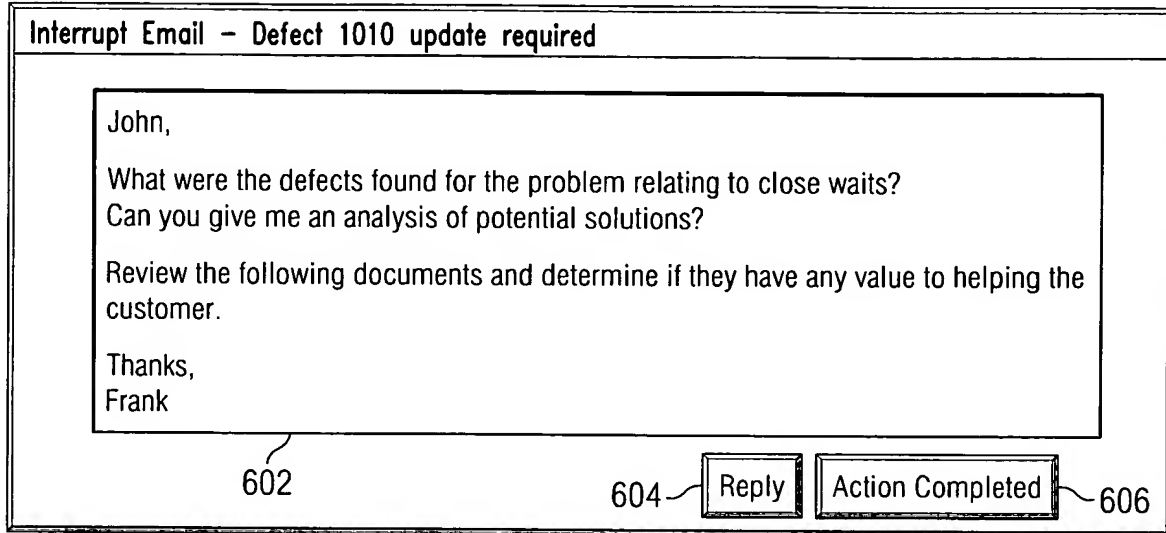 Interrupt Email – Defect 1010 update required
John,
What were the defects found for the problem relating to close waits?
Can you give me an analysis of potential solutions?
Review the following documents and determine if they have any value to helping the
customer.
Thanks,
Frank
602
604 Reply Action Completed 606